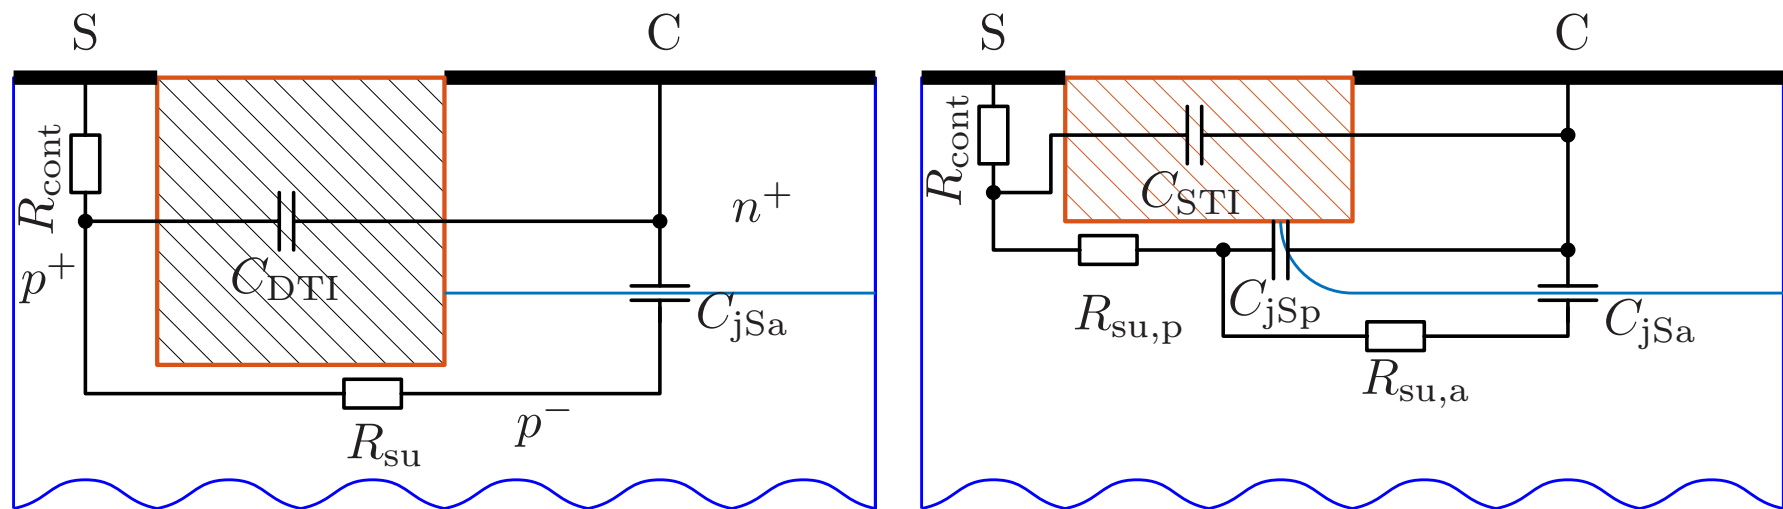 S
C
R_cont
n^+
p^+
C_DTI
C_jSa
p^−
R_su
S
C
R_cont
C_STI
C_jSp
R_su,p
C_jSa
R_su,a